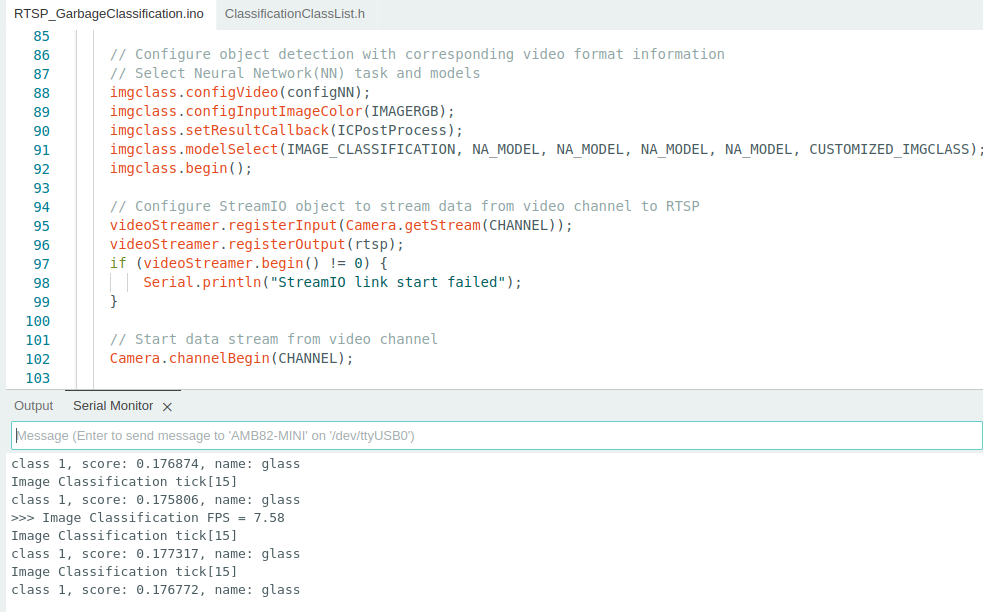 RTSP_GarbageClassification.ino ClassificationClassList.h
85
86 // Configure object detection with corresponding video format information
87 // Select Neural Network(NN) task and models
88 imgclass.configVideo(configNN);
89 imgclass.configInputImageColor(IMAGERGB);
90 imgclass.setResultCallback(ICPostProcess);
91 imgclass.modelSelect(IMAGE_CLASSIFICATION, NA_MODEL, NA_MODEL, NA_MODEL, NA_MODEL, CUSTOMIZED_IMGCLASS);
92 imgclass.begin();
93
94 // Configure StreamIO object to stream data from video channel to RTSP
95 videoStreamer.registerInput(Camera.getStream(CHANNEL));
96 videoStreamer.registerOutput(rtsp);
97 if (videoStreamer.begin() != 0) {
98 Serial.println("StreamIO link start failed");
99 }
100
101 // Start data stream from video channel
102 Camera.channelBegin(CHANNEL);
103
Output Serial Monitor
Message (Enter to send message to 'AMB82-MINI' on '/dev/ttyUSB0')
class 1, score: 0.176874, name: glass
Image Classification tick[15]
class 1, score: 0.175806, name: glass
>>> Image Classification FPS = 7.58
Image Classification tick[15]
class 1, score: 0.177317, name: glass
Image Classification tick[15]
class 1, score: 0.176772, name: glass